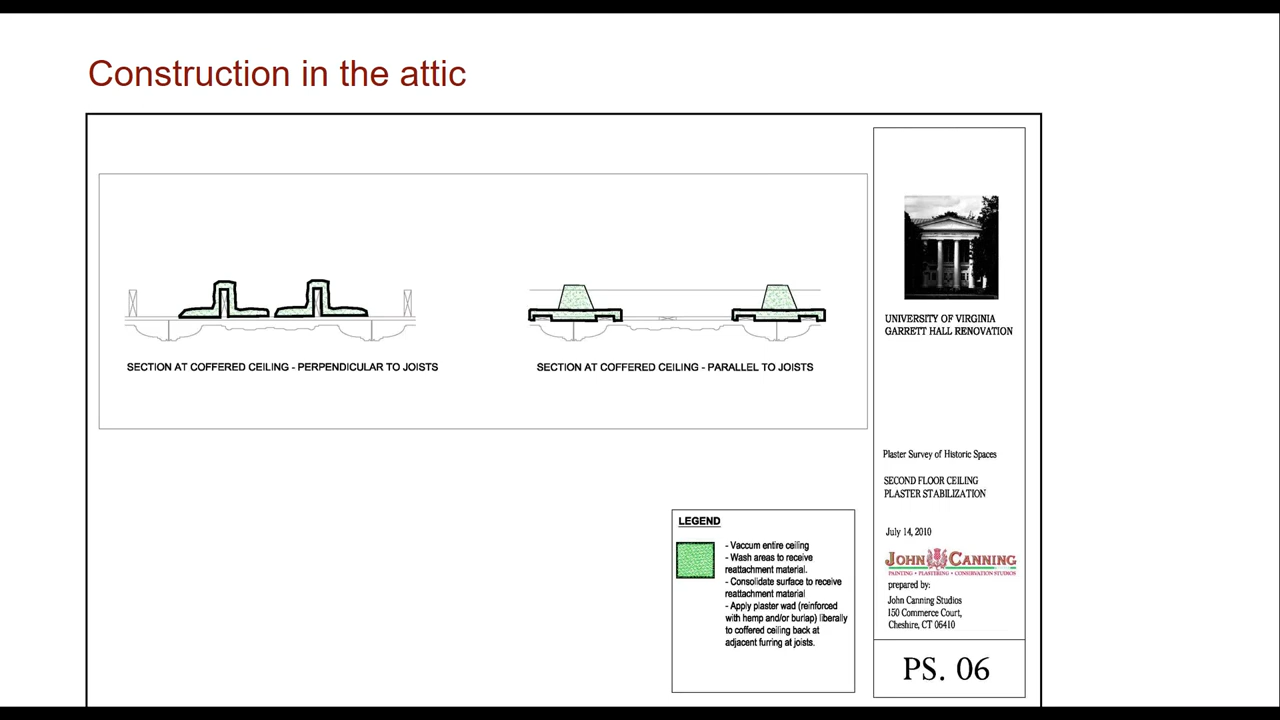 Construction in the attic
SECTION AT COFFERED CEILING - PERPENDICULAR TO JOISTS
SECTION AT COFFERED CEILING - PARALLEL TO JOISTS
UNIVERSITY OF VIRGINIA
GARRETT HALL RENOVATION
Plaster Survey of Historic Spaces
SECOND FLOOR CEILING
PLASTER STABILIZATION
July 14, 2010
JOHN CANNING
PAINTING • PLASTERING • CONSERVATION STUDIOS
prepared by:
John Canning Studios
150 Commerce Court,
Cheshire, CT 06410
PS. 06
LEGEND
- Vaccum entire ceiling
- Wash areas to receive
reattachment material.
- Consolidate surface to receive
reattachment material
- Apply plaster wad (reinforced
with hemp and/or burlap) liberally
to coffered ceiling back at
adjacent furring at joists.